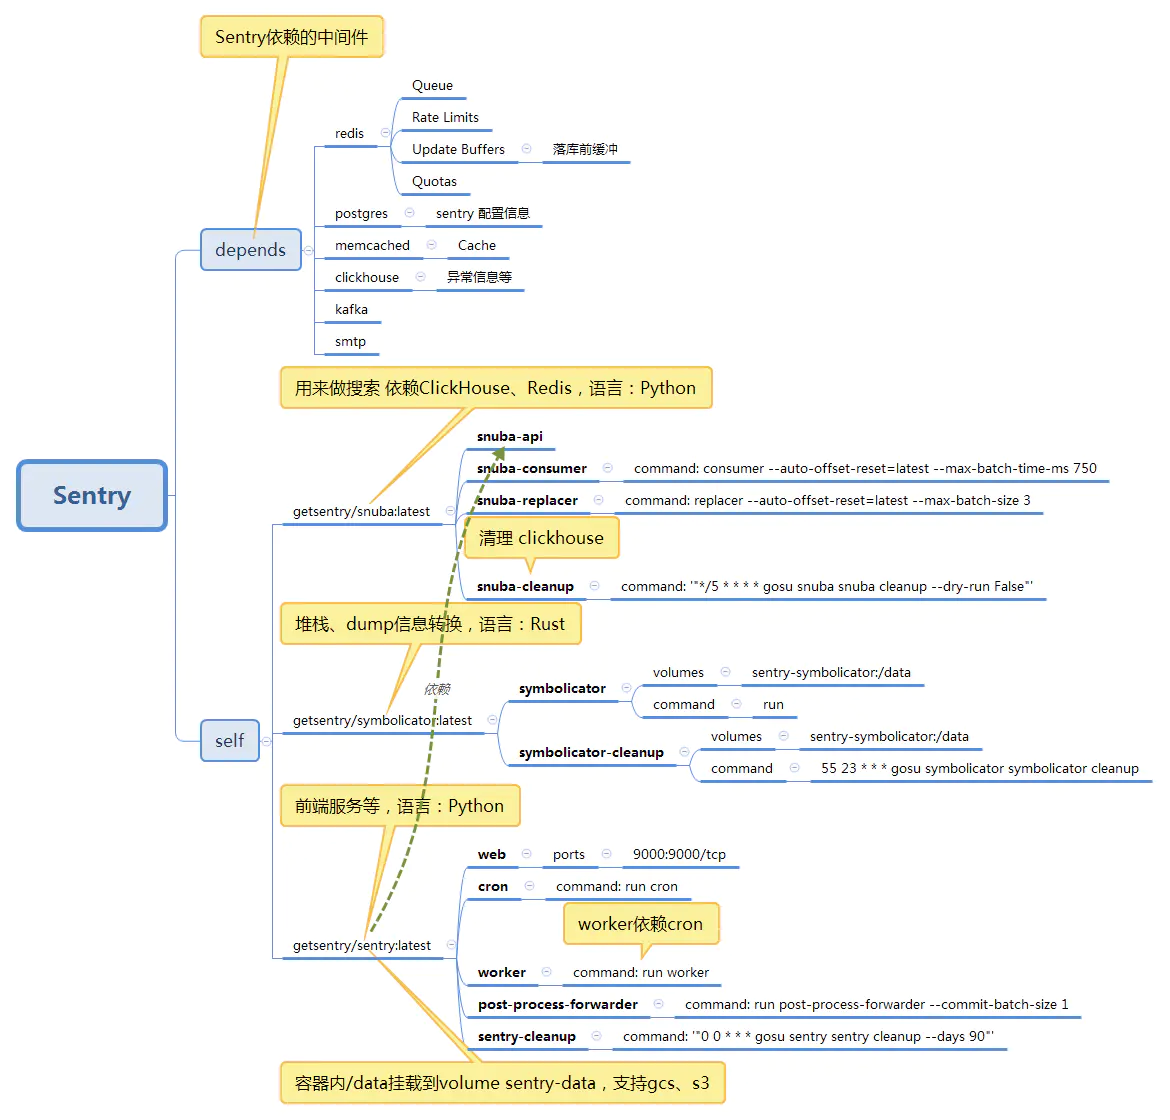 Sentry依赖的中间件
Queue
Rate Limits
redis
Update Buffers
落库前缓冲
Quotas
postgres
sentry 配置信息
depends
memcached
Cache
clickhouse
异常信息等
kafka
smtp
用来做搜索 依赖ClickHouse、Redis，语言：Python
snuba-api
snuba-consumer
command: consumer --auto-offset-reset=latest --max-batch-time-ms 750
Sentry
snuba-replacer
command: replacer --auto-offset-reset=latest --max-batch-size 3
getsentry/snuba:latest
清理 clickhouse
snuba-cleanup
command: '"*/5 * * * * gosu snuba snuba cleanup --dry-run False"'
堆栈、dump信息转换，语言：Rust
依赖
symbolicator
volumes
sentry-symbolicator:/data
command
run
getsentry/symbolicator:latest
self
symbolicator-cleanup
volumes
sentry-symbolicator:/data
command
55 23 * * * gosu symbolicator symbolicator cleanup
前端服务等，语言：Python
web
ports
9000:9000/tcp
cron
command: run cron
worker依赖cron
getsentry/sentry:latest
worker
command: run worker
post-process-forwarder
command: run post-process-forwarder --commit-batch-size 1
sentry-cleanup
command: '"0 0 * * * gosu sentry sentry cleanup --days 90"'
容器内/data挂载到volume sentry-data，支持gcs、s3